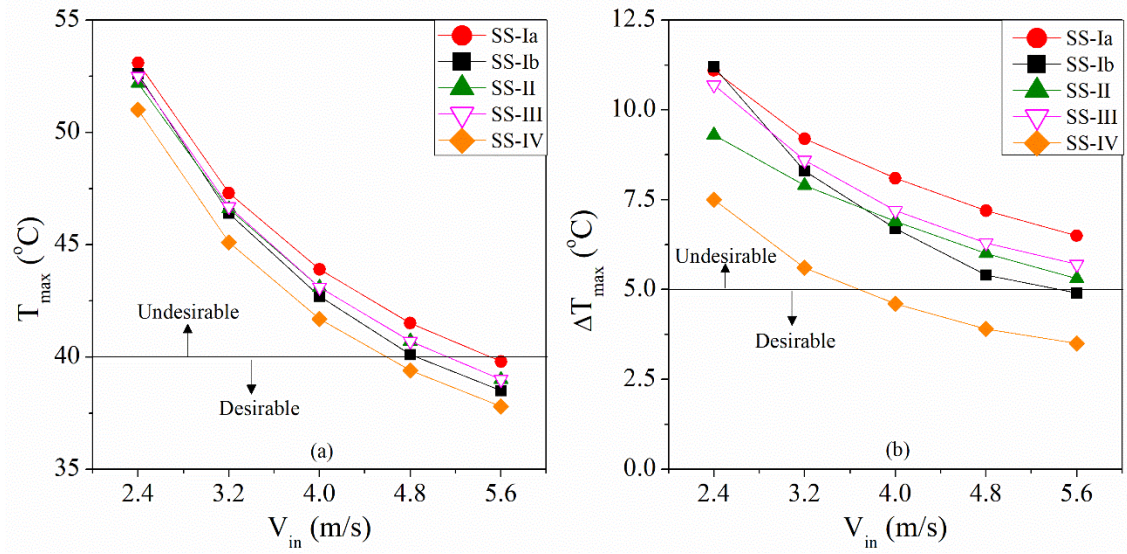 55
50
45
40
35
T_max (°C)
SS-Ia
SS-Ib
SS-II
SS-III
SS-IV
Undesirable
Desirable
(a)
2.4 3.2 4.0 4.8 5.6
V_in (m/s)
12.5
10.0
7.5
5.0
2.5
0.0
ΔT_max (°C)
SS-Ia
SS-Ib
SS-II
SS-III
SS-IV
Undesirable
Desirable
(b)
2.4 3.2 4.0 4.8 5.6
V_in (m/s)